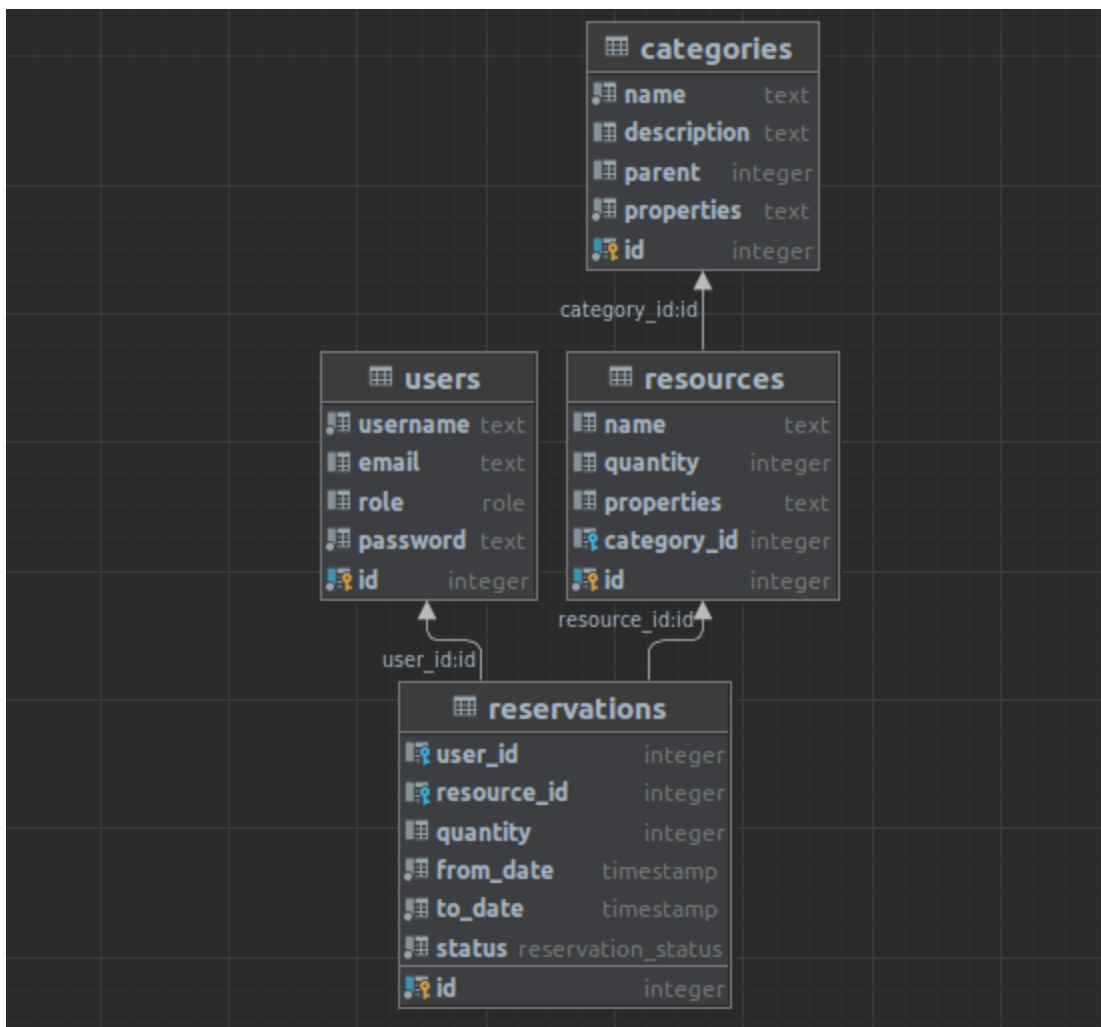 categories
name text
description text
parent integer
properties text
id integer
category_id:id
users
username text
email text
role role
password text
id integer
resources
name text
quantity integer
properties text
category_id integer
id integer
user_id:id
resource_id:id
reservations
user_id integer
resource_id integer
quantity integer
from_date timestamp
to_date timestamp
status reservation_status
id integer